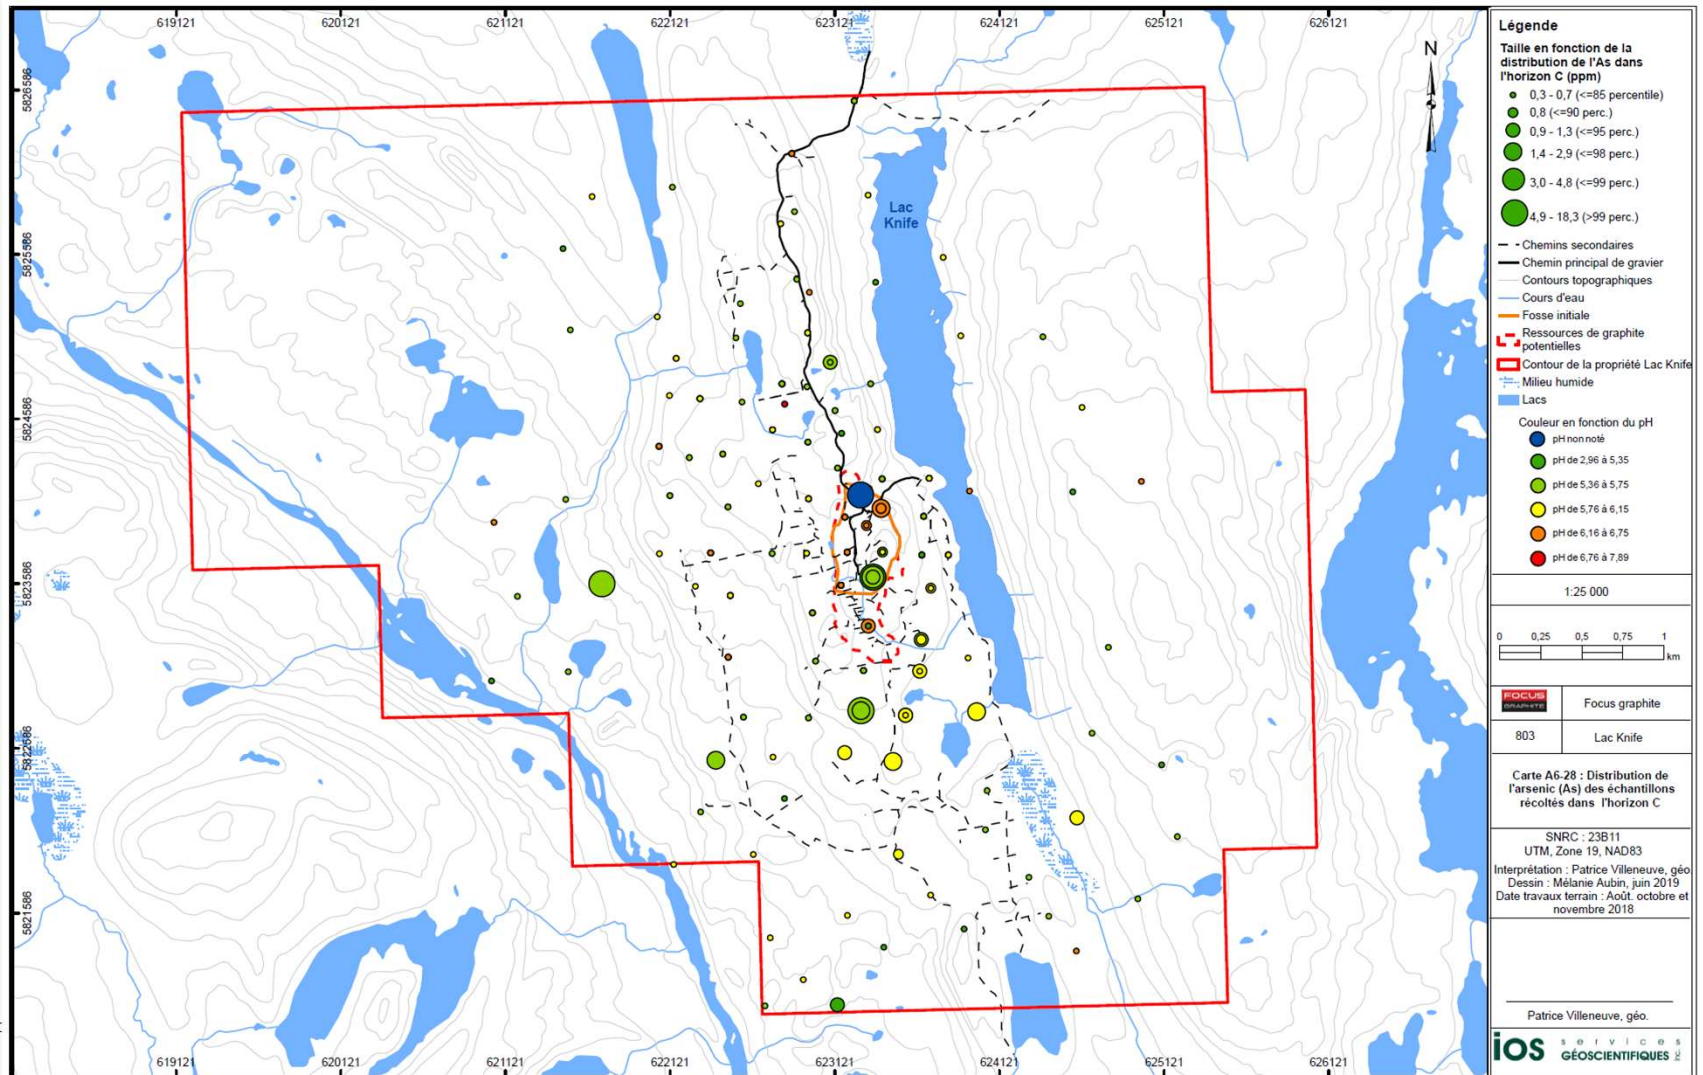 619121
620121
621121
622121
623121
624121
625121
626121
5826586
5825586
5824586
5823586
5822586
5821586
Lac
Knife
N
619121
620121
621121
622121
623121
624121
625121
626121
Légende
Taille en fonction de la
distribution de l'As dans
l'horizon C (ppm)
0,3 - 0,7 (<=85 percentile)
0,8 (<=90 perc.)
0,9 - 1,3 (<=95 perc.)
1,4 - 2,9 (<=98 perc.)
3,0 - 4,8 (<=99 perc.)
4,9 - 18,3 (>99 perc.)
Chemins secondaires
Chemin principal de gravier
Contours topographiques
Cours d'eau
Fosse initiale
Ressources de graphite
potentielles
Contour de la propriété Lac Knife
Milieu humide
Lacs
Couleur en fonction du pH
pH non noté
pH de 2,96 à 5,35
pH de 5,36 à 5,75
pH de 5,76 à 6,15
pH de 6,16 à 6,75
pH de 6,76 à 7,89
1:25 000
0 0,25 0,5 0,75 1
km
FOCUS
GRAPHITE
Focus graphite
803
Lac Knife
Carte A6-28 : Distribution de
l'arsenic (As) des échantillons
récoltés dans l'horizon C
SNRC : 23B11
UTM, Zone 19, NAD83
Interprétation : Patrice Villeneuve, géo
Dessin : Mélanie Aubin, juin 2019
Date travaux terrain : Août. octobre et
novembre 2018
Patrice Villeneuve, géo.
iOS services
GÉOSCIENTIFIQUES inc.